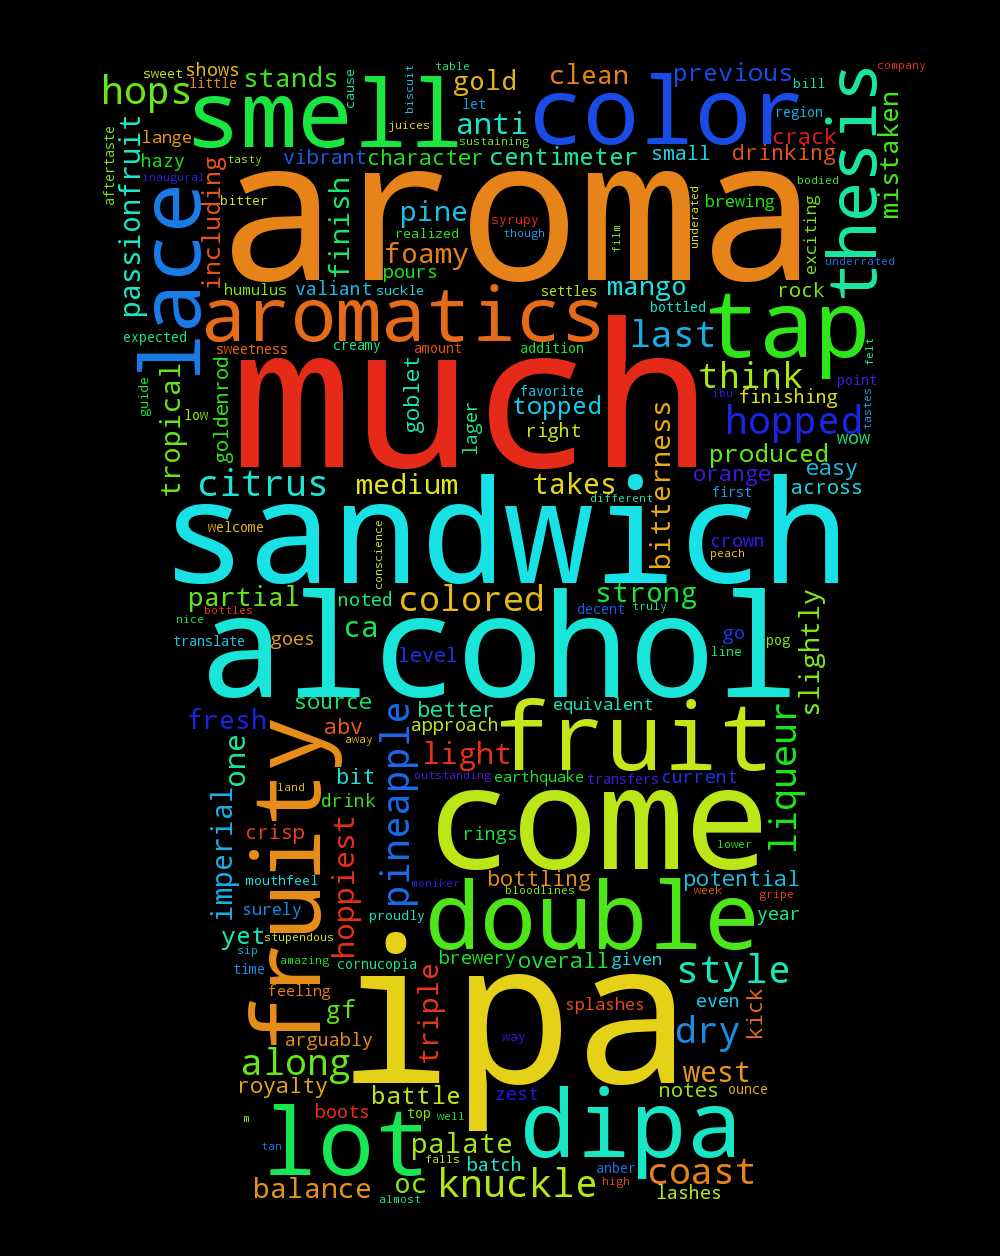 company
table
sweet shows
hops little stands cause biscuit gold clean previous bill
smell color thesis
let juices anti region
sustaining crack mistaken
lange passionfruit
aftertaste hazy including tasty vibrant character centimeter small drinking
inaugural bitter bodied
lace aroma brewing exciting
finish pine syrupy underrated
realized though film
foamy underrated
pours
humulus valiant suckle settles mango rock
aromatics bottled tap
expected last
sweetness creamy amount addition felt
much think
guide tropical low goldenrod goblet lager favorite topped right ibu point finishing tastes
hopped wow
bitterness produced
citrus medium takes orange easy
different first across
sandwich
welcome conscience crown
peach
partial noted colored strong slightly
bottles decent truly
nice ca go pog
translate goes level line
alcohol
source better equivalent
fresh abv approach fruit liqueur
fruity one away pineapple light
bit outstanding earthquake transfers current
land drink come
imperial crisp hoppiest rings lower
mouthfeel moniker bottling potential
surely bloodlines week gripe
proudly double year
yet stupendous
sip amazing cornucopia brewery overall given
time triple style
feeling ipa splashes even kick
gf
arguably way dry
along west
royalty battle zest notes ounce
lot boots top well dipa
m
tan palate
falls batch anber coast
balance oc knuckle high lashes
almost